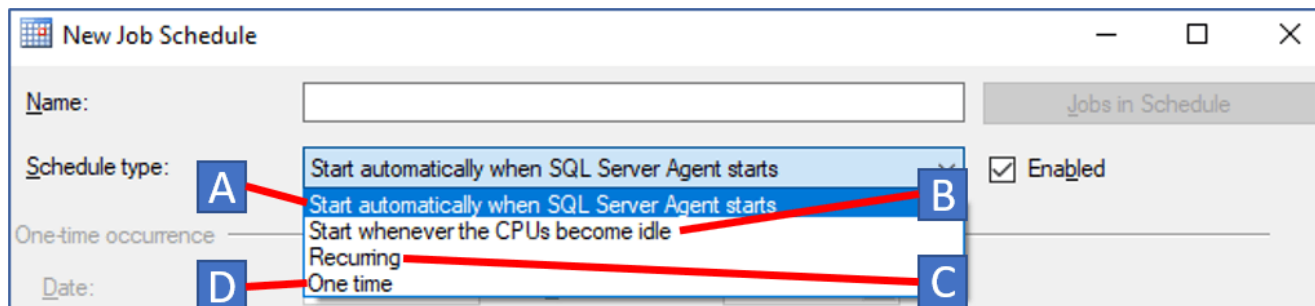 New Job Schedule
Name:
Jobs in Schedule
Schedule type:
Start automatically when SQL Server Agent starts
Enabled
A
Start automatically when SQL Server Agent starts
B
One-time occurrence
Start whenever the CPUs become idle
Recurring
C
Date:
D
One time